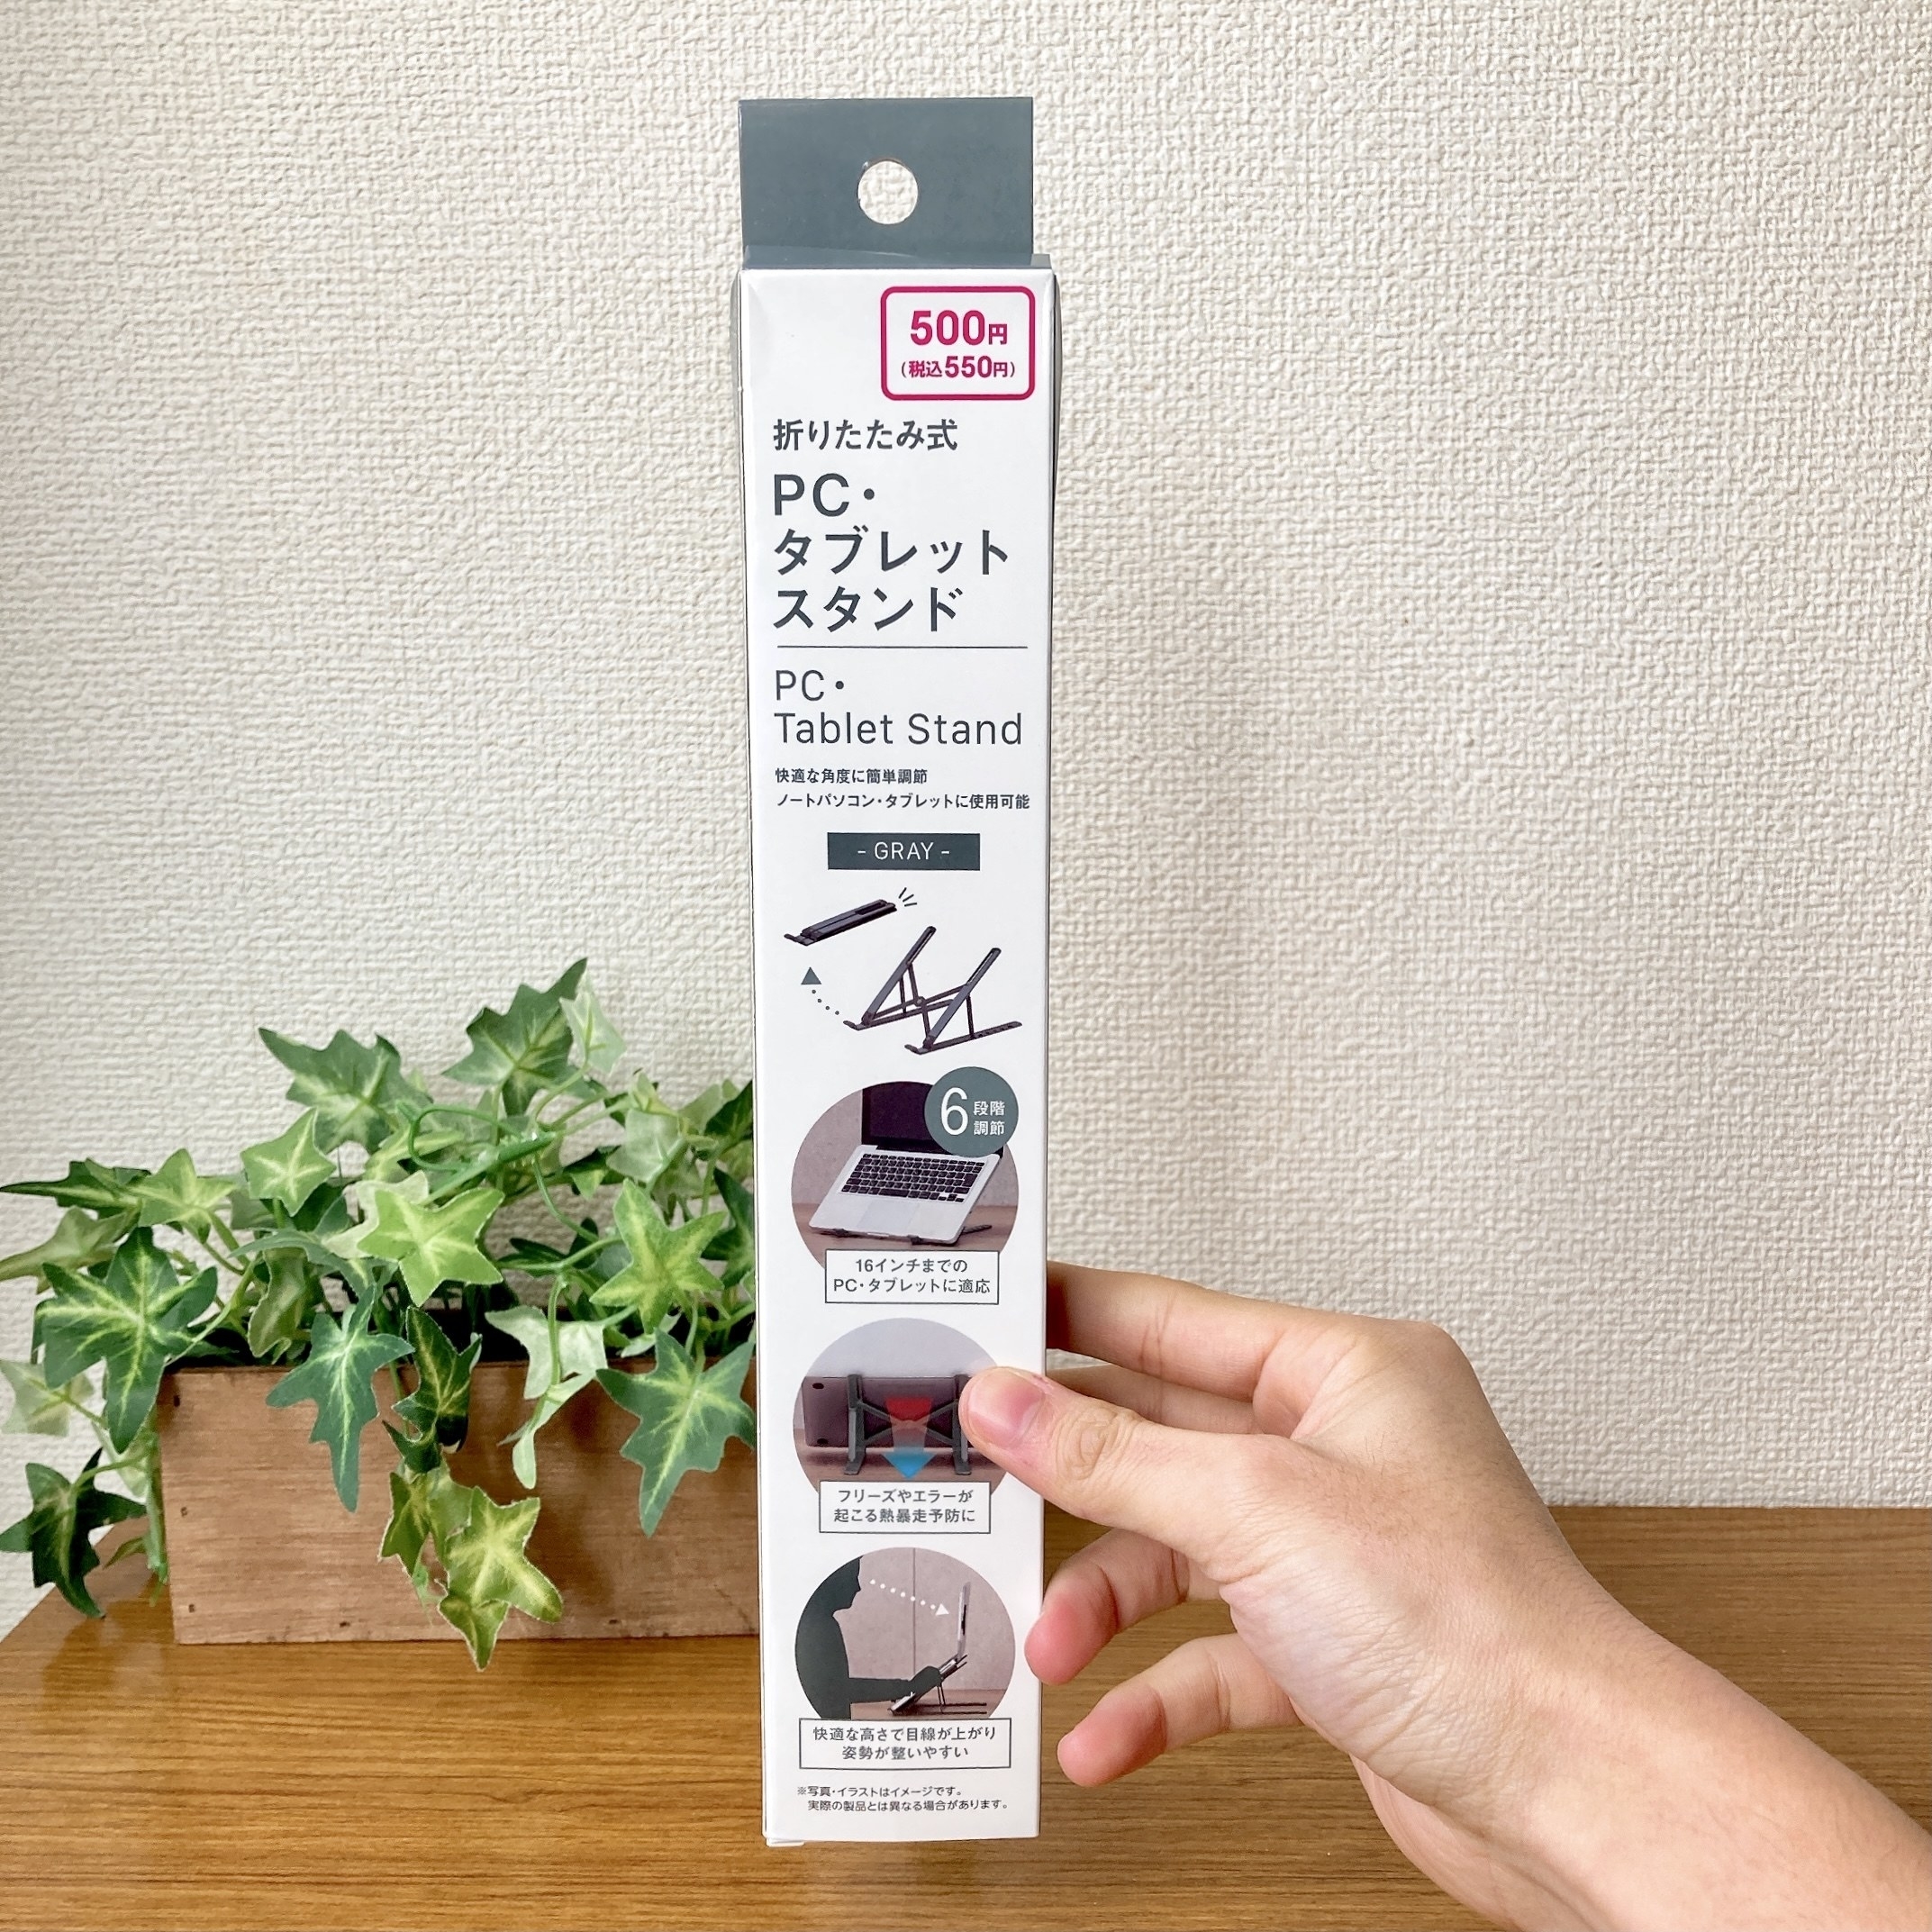 500円
(税込550円)
折りたたみ式
PC・
タブレット
スタンド
PC・
Tablet Stand
快適な角度に簡単調節
ノートパソコン・タブレットに使用可能
- GRAY -
6段階
調節
16インチまでの
PC・タブレットに適応
フリーズやエラーが
起こる熱暴走予防に
快適な高さで目線が上がり
姿勢が整いやすい
※写真・イラストはイメージです。
実際の製品とは異なる場合があります。